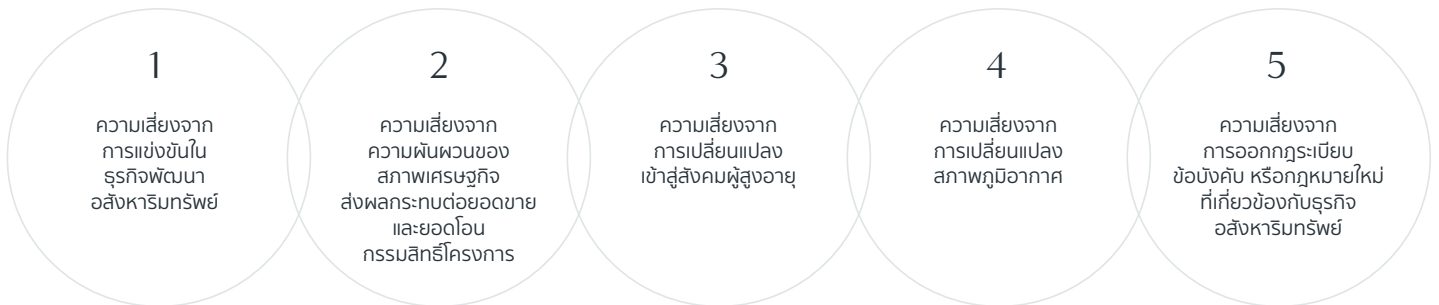 1
ความเสี่ยงจาก
การแข่งขันใน
ธุรกิจพัฒนา
อสังหาริมทรัพย์
2
ความเสี่ยงจาก
ความผันผวนของ
สภาพเศรษฐกิจ
ส่งผลกระทบต่อยอดขาย
และยอดโอน
กรรมสิทธิ์โครงการ
3
ความเสี่ยงจาก
การเปลี่ยนแปลง
เข้าสู่สังคมผู้สูงอายุ
4
ความเสี่ยงจาก
การเปลี่ยนแปลง
สภาพภูมิอากาศ
5
ความเสี่ยงจาก
การออกกฎระเบียบ
ข้อบังคับ หรือกฎหมายใหม่
ที่เกี่ยวข้องกับธุรกิจ
อสังหาริมทรัพย์